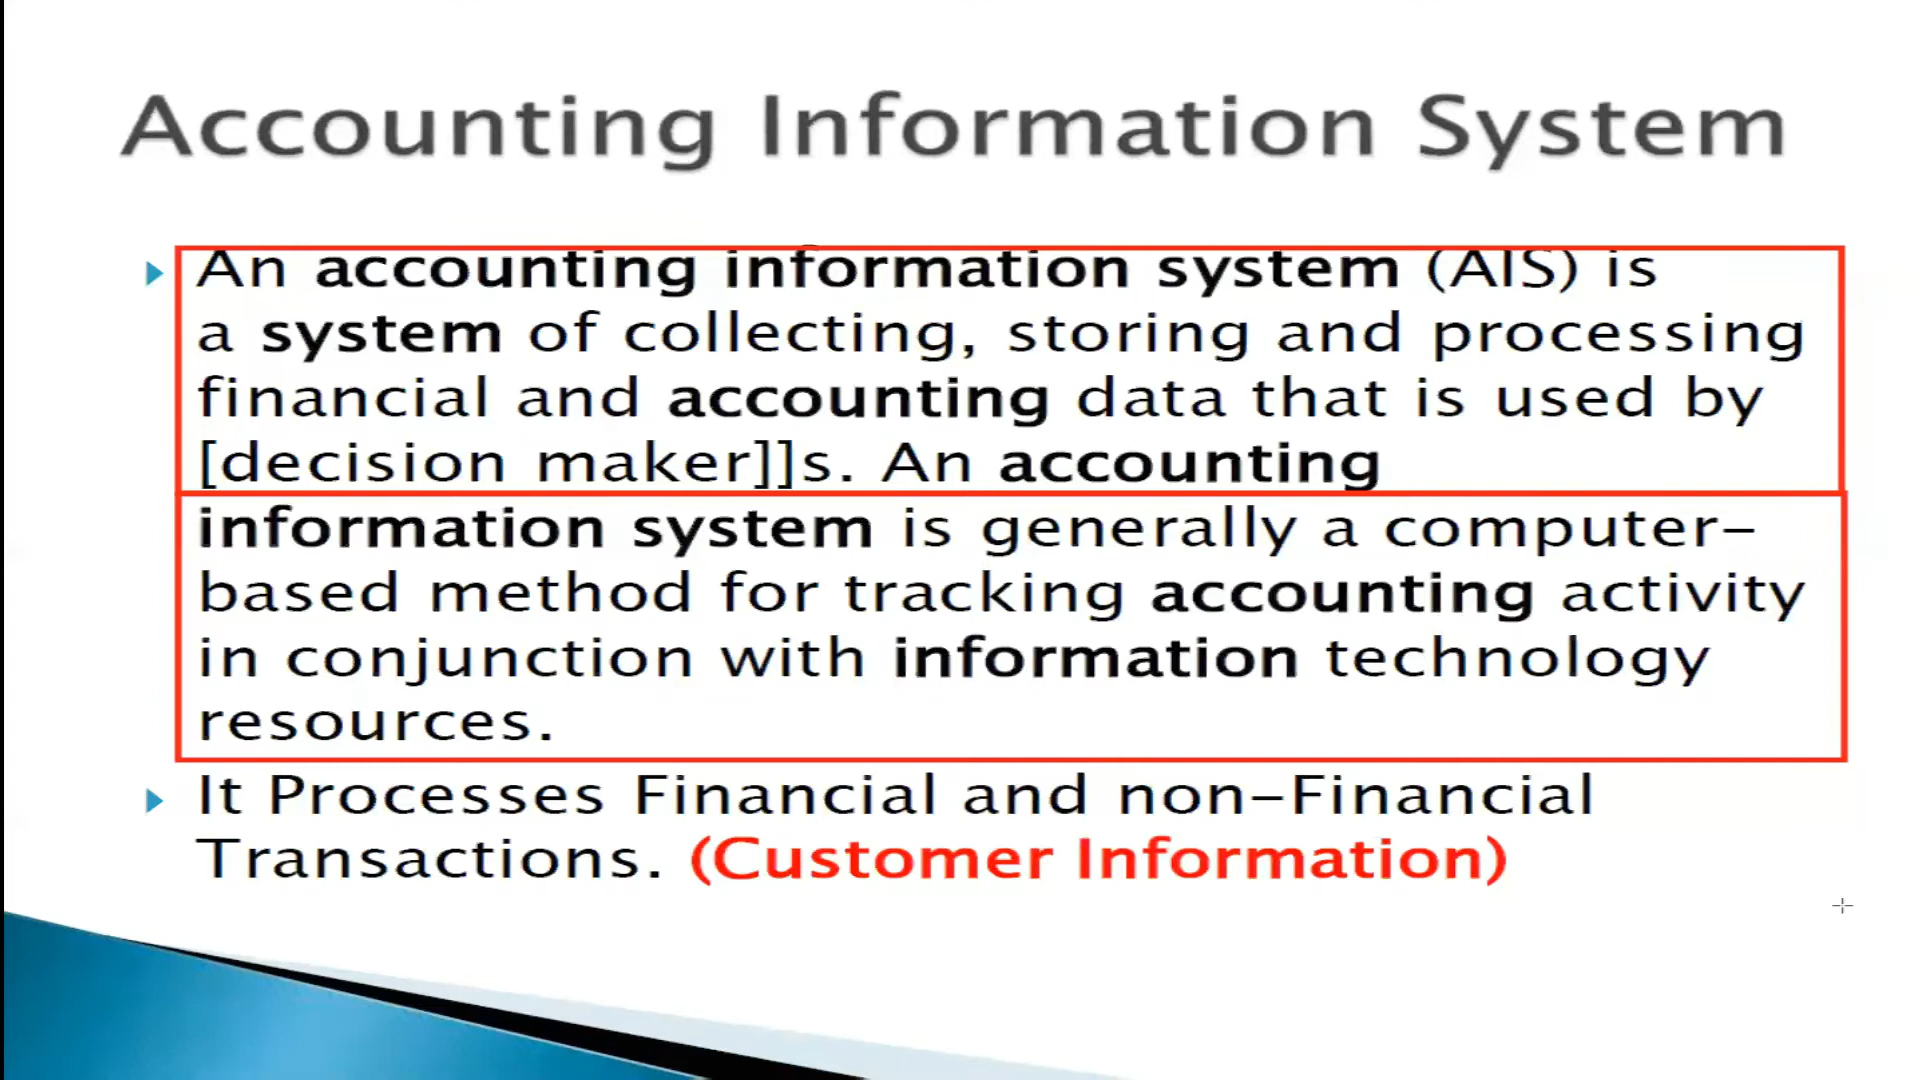 Accounting Information System
An accounting information system (AIS) is
a system of collecting, storing and processing
financial and accounting data that is used by
[decision maker]]s. An accounting
information system is generally a computer-
based method for tracking accounting activity
in conjunction with information technology
resources.
It Processes Financial and non-Financial
Transactions. (Customer Information)